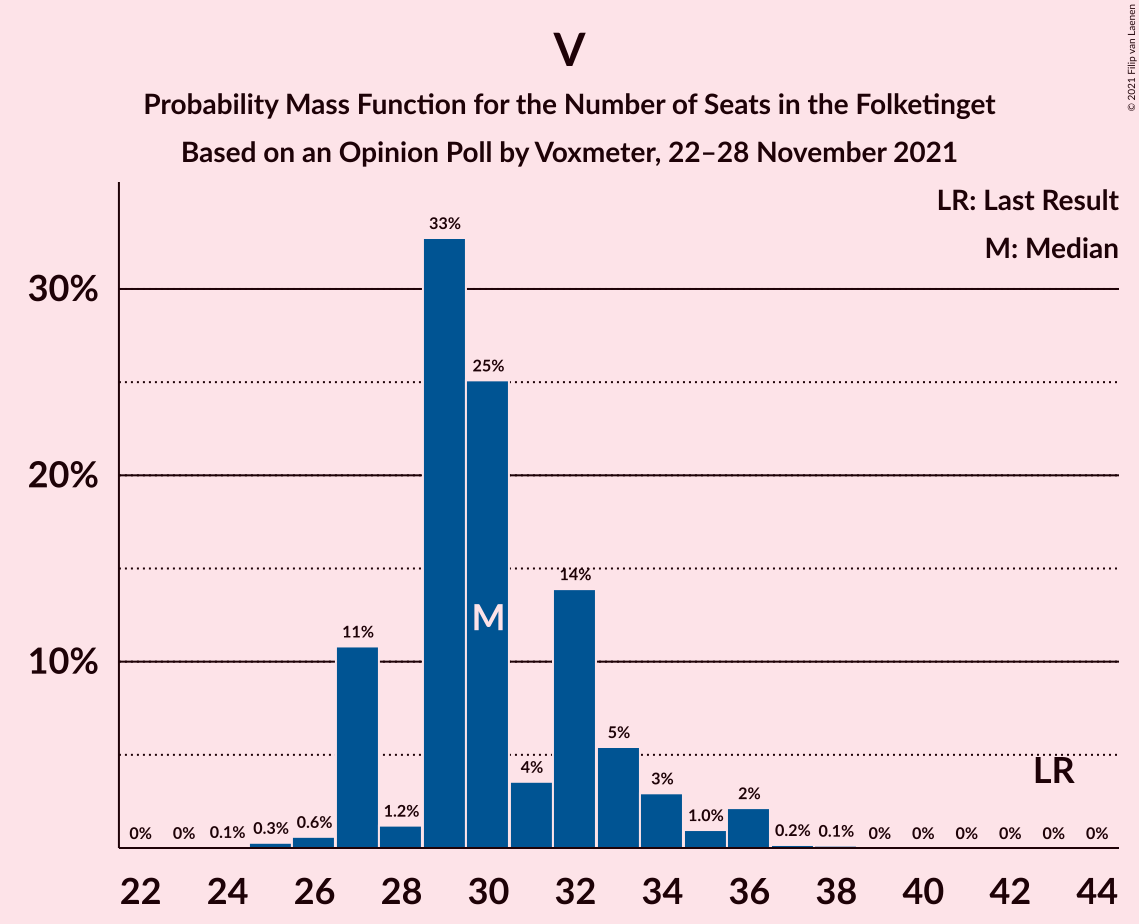 V
Probability Mass Function for the Number of Seats in the Folketinget
Based on an Opinion Poll by Voxmeter, 22–28 November 2021
© 2021 Filip van Laenen
LR: Last Result
M: Median
33%
30%
25%
20%
14%
M
11%
10%
5%
LR
4%
3%
2%
1.2%
1.0%
0% 0% 0.1% 0.3% 0.6% 0.2% 0.1% 0% 0% 0% 0% 0% 0%
22 24 26 28 30 32 34 36 38 40 42 44